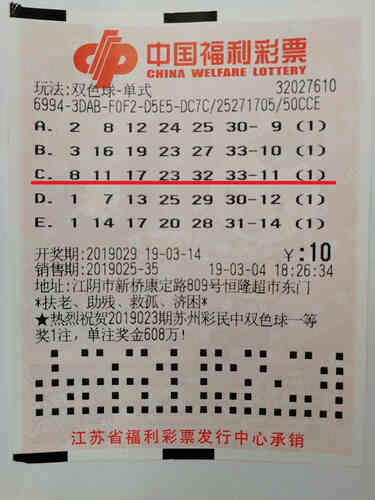 中国福利彩票
CHINA WELFARE LOTTERY
玩法:双色球-单式 32027610
6994-3DAB-F0F2-D5E5-DC7C/25271705/50CCE
A. 2 8 12 24 25 30- 9 (1)
B. 3 16 19 23 27 33-10 (1)
C. 8 11 17 23 32 33-11 (1)
D. 1 7 13 25 29 30-12 (1)
E. 1 14 17 20 28 31-14 (1)
开奖期:2019029 19-03-14 ¥:10
销售期:2019025-35 19-03-04 18:26:34
地址:江阴市新桥康定路809号恒隆超市东门
*扶老、助残、救孤、济困*
★热烈祝贺2019023期苏州彩民中双色球一等
奖1注,单注奖金608万!
江苏省福利彩票发行中心承销